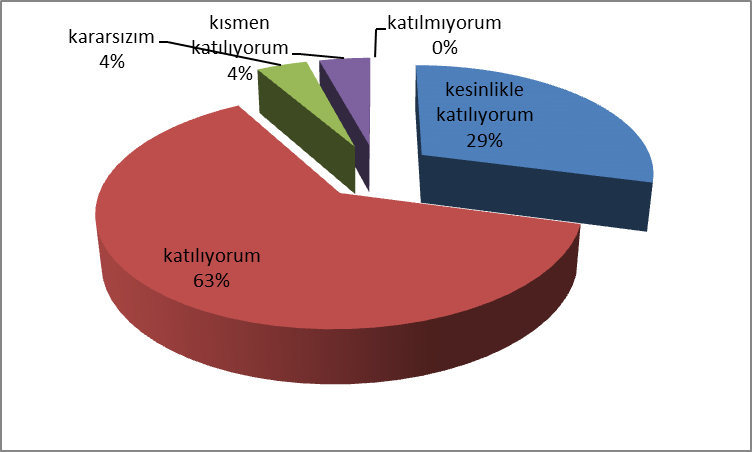 kararsızım
4%
kısmen
katılıyorum
4%
katılmıyorum
0%
kesinlikle
katılıyorum
29%
katılıyorum
63%